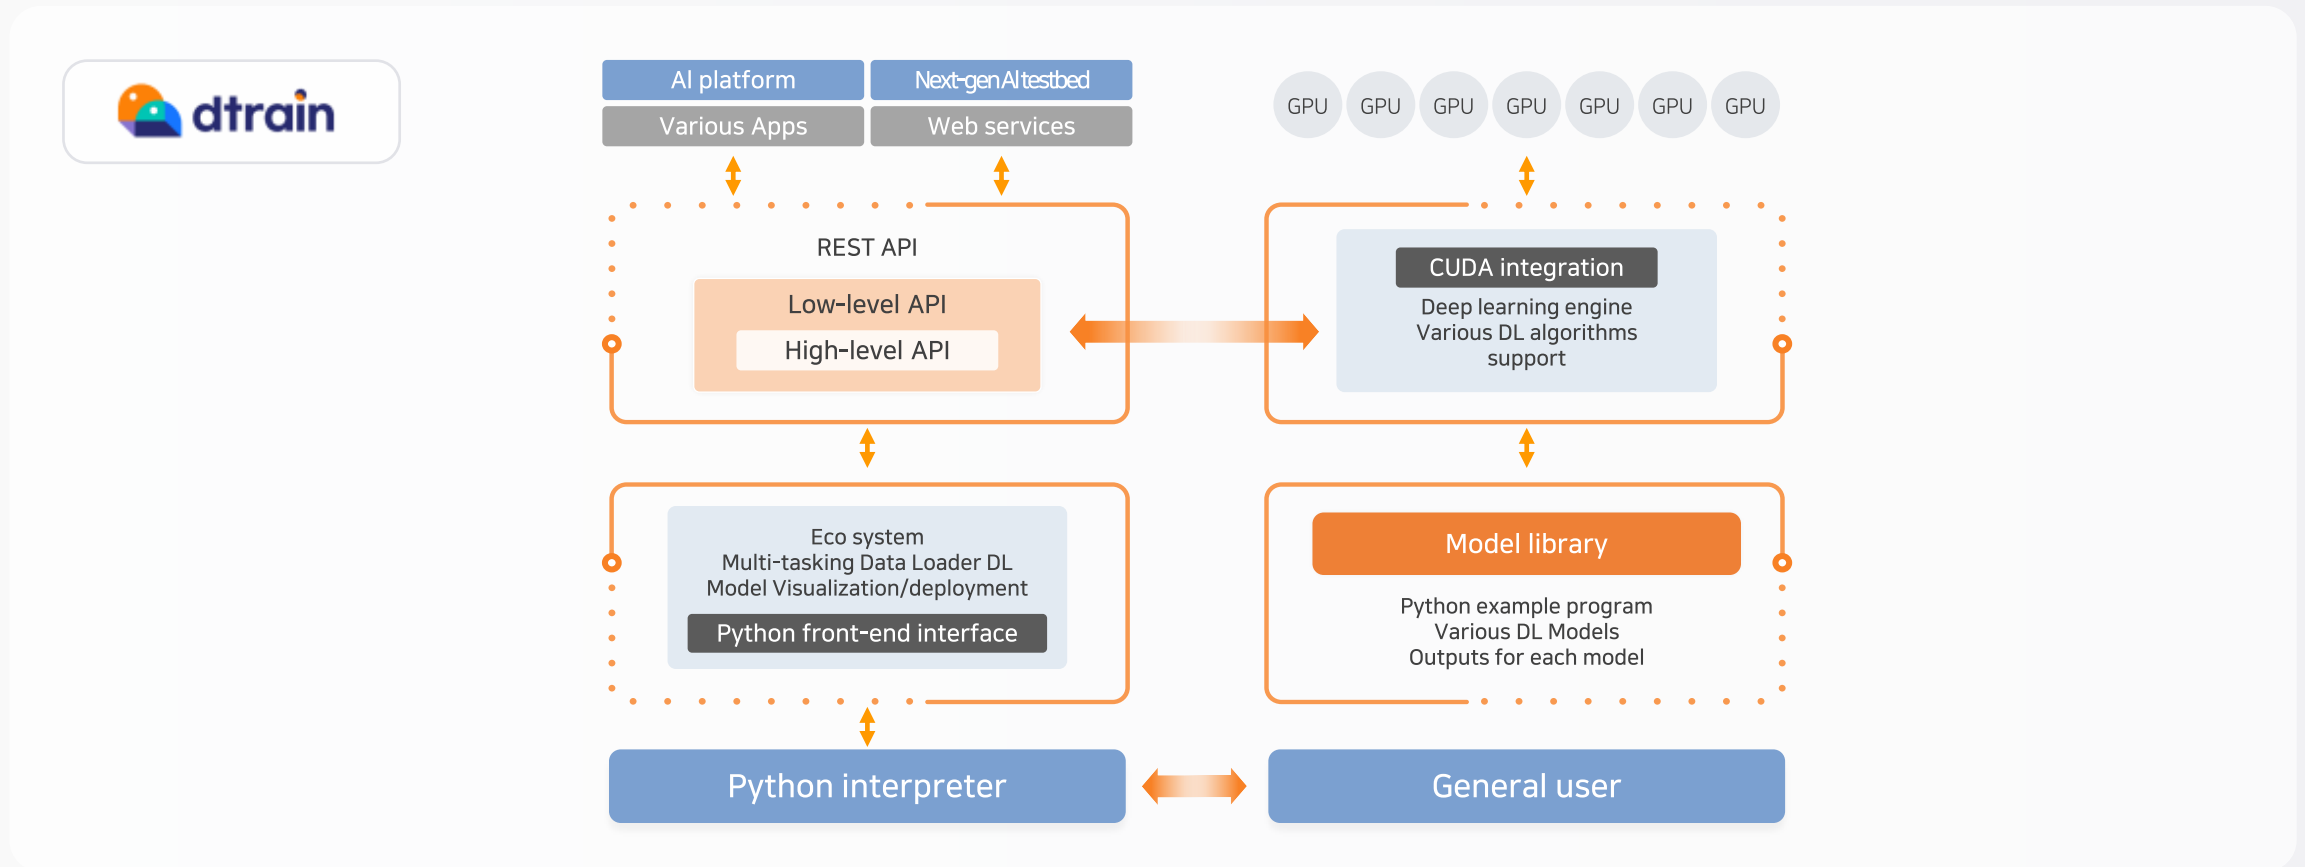 dtrain
AI platform
Next-gen AI testbed
Various Apps
Web services
GPU GPU GPU GPU GPU GPU GPU
REST API
Low-level API
High-level API
CUDA integration
Deep learning engine
Various DL algorithms
support
Eco system
Multi-tasking Data Loader DL
Model Visualization/deployment
Python front-end interface
Model library
Python example program
Various DL Models
Outputs for each model
Python interpreter
General user